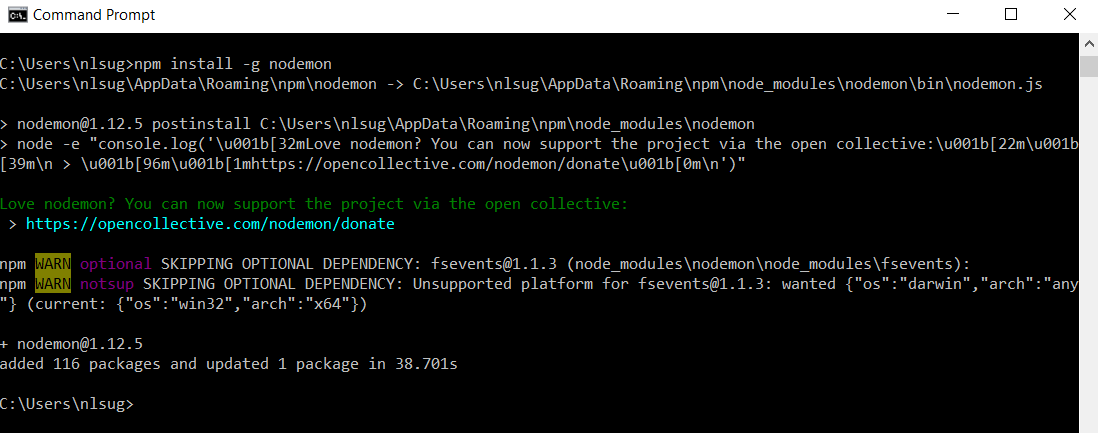 Command Prompt
C:\Users\nlsug>npm install -g nodemon
C:\Users\nlsug\AppData\Roaming\npm\nodemon -> C:\Users\nlsug\AppData\Roaming\npm\node_modules\nodemon\bin\nodemon.js
> nodemon@1.12.5 postinstall C:\Users\nlsug\AppData\Roaming\npm\node_modules\nodemon
> node -e "console.log('\u001b[32mLove nodemon? You can now support the project via the open collective:\u001b[22m\u001b
[39m\n > \u001b[96m\u001b[1mhttps://opencollective.com/nodemon/donate\u001b[0m\n')"
Love nodemon? You can now support the project via the open collective:
> https://opencollective.com/nodemon/donate
npm WARN optional SKIPPING OPTIONAL DEPENDENCY: fsevents@1.1.3 (node_modules\nodemon\node_modules\fsevents):
npm WARN notsup SKIPPING OPTIONAL DEPENDENCY: Unsupported platform for fsevents@1.1.3: wanted {"os":"darwin","arch":"any
"} (current: {"os":"win32","arch":"x64"})
+ nodemon@1.12.5
added 116 packages and updated 1 package in 38.701s
C:\Users\nlsug>